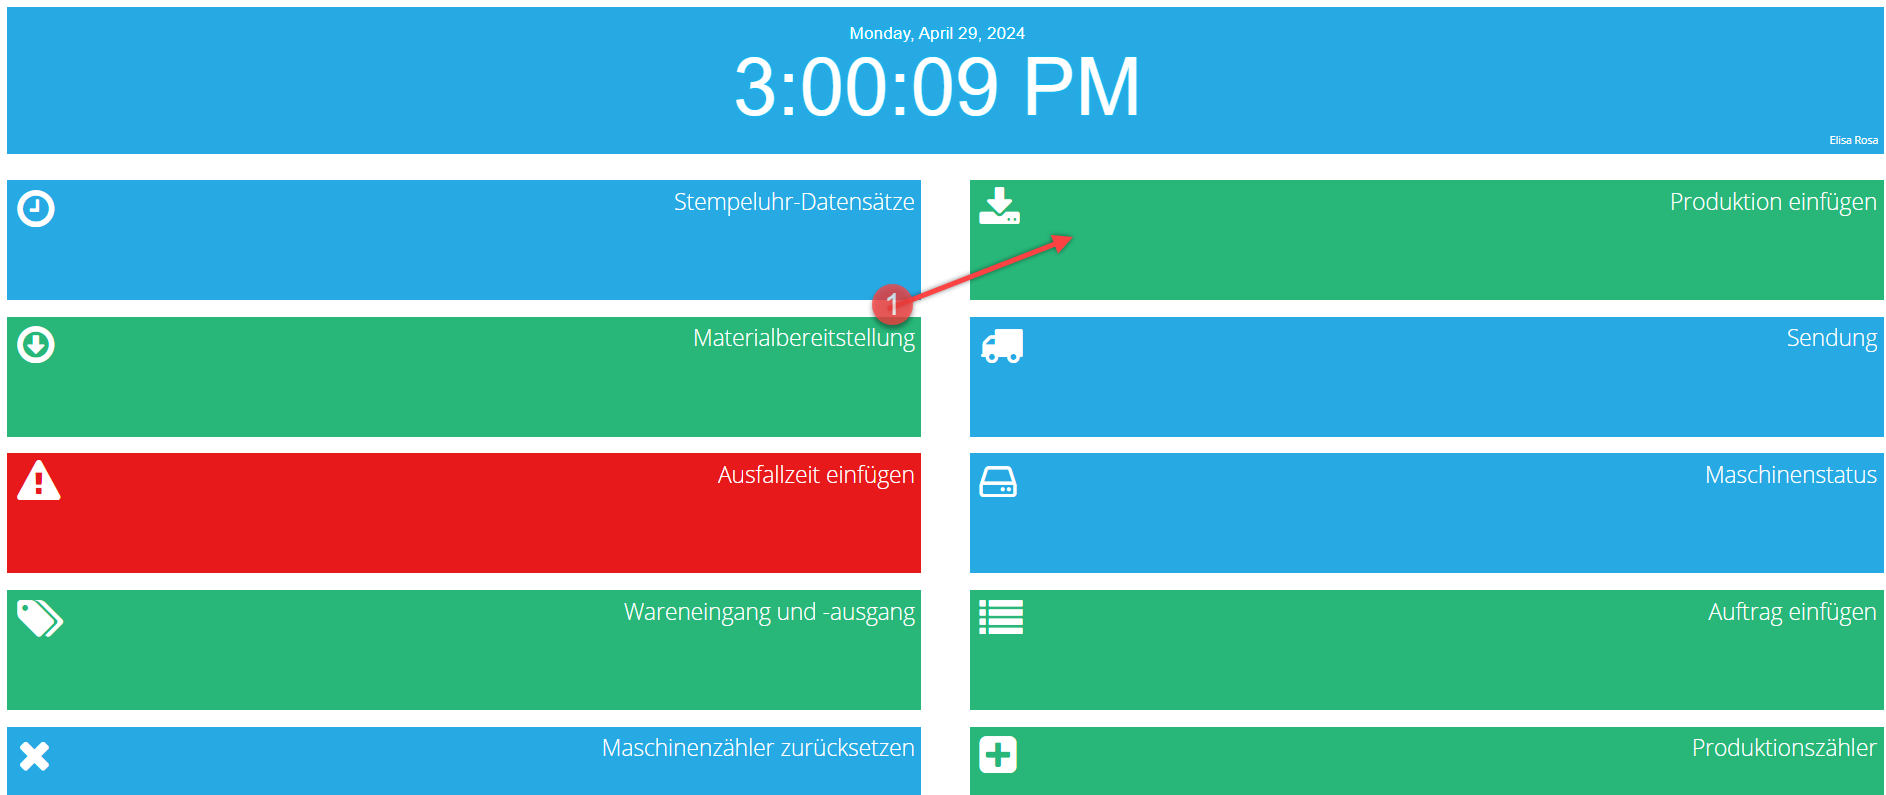 Monday, April 29, 2024
3:00:09 PM
Elisa Rosa
Stempeluhr-Datensätze
Produktion einfügen
1
Materialbereitstellung
Sendung
Ausfallzeit einfügen
Maschinenstatus
Wareneingang und -ausgang
Auftrag einfügen
Maschinenzähler zurücksetzen
Produktionszähler